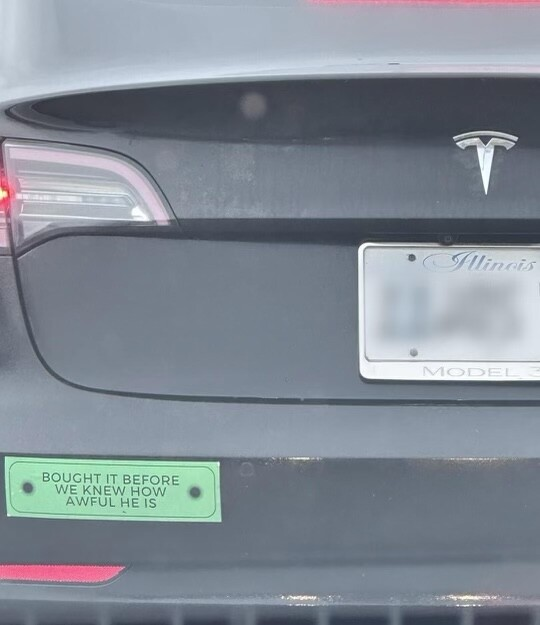 Illinois
MODEL 3
BOUGHT IT BEFORE
WE KNEW HOW
AWFUL HE IS